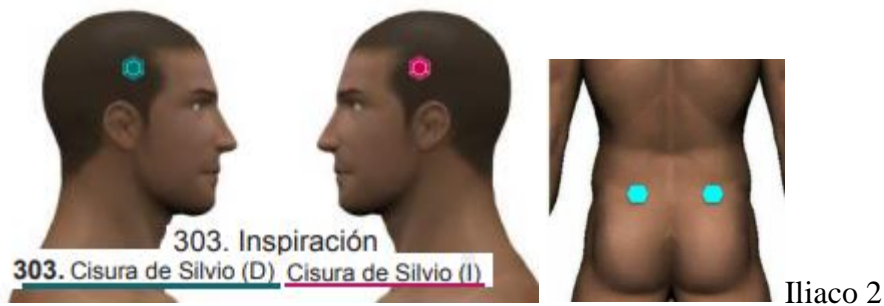 303. Inspiración
303. Cisura de Silvio (D) Cisura de Silvio (I)
Iliaco 2